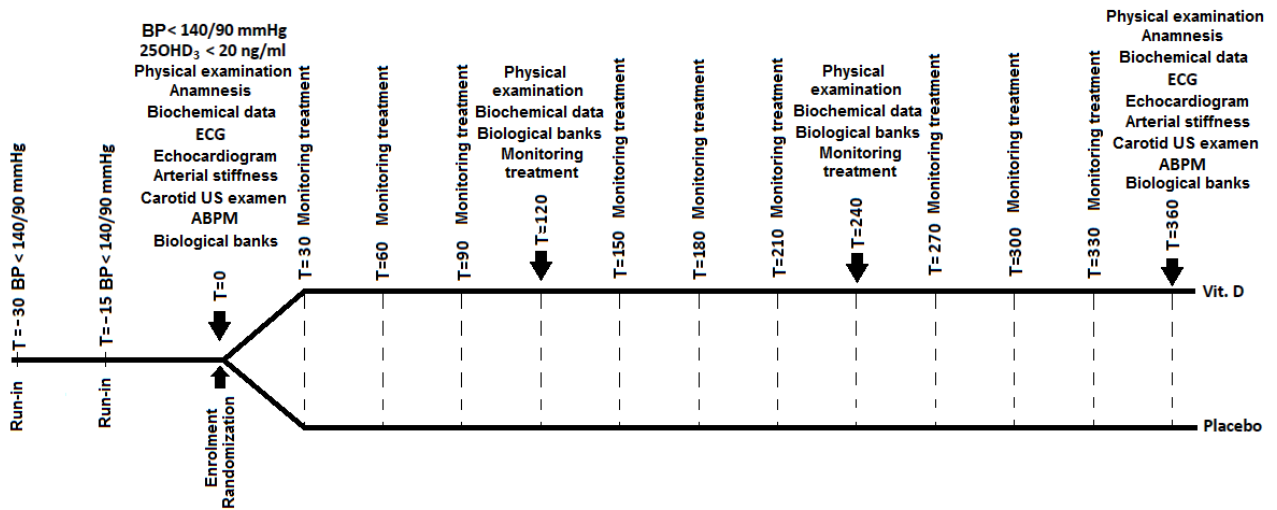 T = -30 BP < 140/90 mmHg
Run-in
T= -15 BP < 140/90 mmHg
Run-in
BP< 140/90 mmHg
25OHD₃ < 20 ng/ml
Physical examination
Anamnesis
Biochemical data
ECG
Echocardiogram
Arterial stiffness
Carotid US examen
ABPM
Biological banks
T=0
Enrolment
Randomization
T= 30 Monitoring treatment
T=60 Monitoring treatment
T=90 Monitoring treatment
Physical
examination
Biochemical data
Biological banks
Monitoring
treatment
T=120
T=150 Monitoring treatment
T=180 Monitoring treatment
T=210 Monitoring treatment
Physical
examination
Biochemical data
Biological banks
Monitoring
treatment
T=240
T=270 Monitoring treatment
T=300 Monitoring treatment
T=330 Monitoring treatment
Physical examination
Anamnesis
Biochemical data
ECG
Echocardiogram
Arterial stiffness
Carotid US examen
ABPM
Biological banks
T=360
Vit. D
Placebo